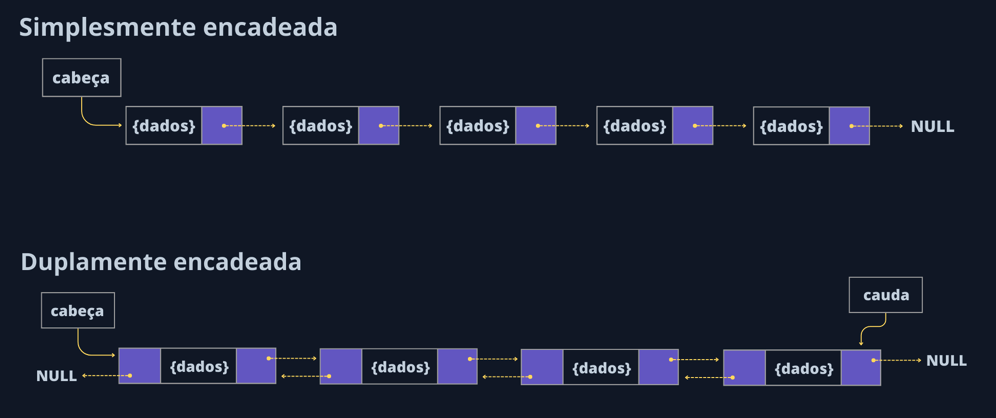 Simplesmente encadeada
cabeça
{dados} {dados} {dados} {dados} {dados} NULL
Duplamente encadeada
cabeça cauda
NULL {dados} {dados} {dados} {dados} NULL